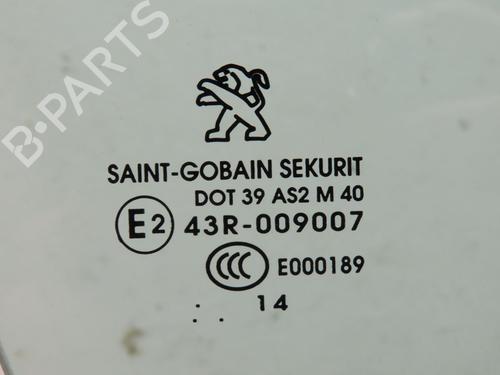 B-PARTS
SAINT-GOBAIN SEKURIT
DOT 39 AS2 M 40
E2 43R-009007
CCC E000189
.. 14